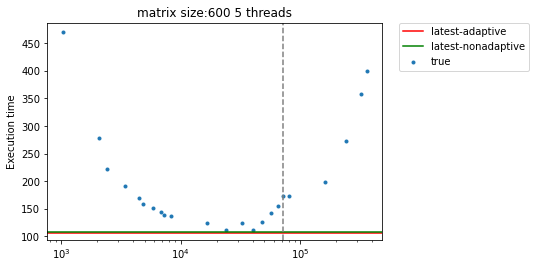 matrix size:600 5 threads
latest-adaptive
latest-nonadaptive
true
Execution time
450
400
350
300
250
200
150
100
10³
10⁴
10⁵